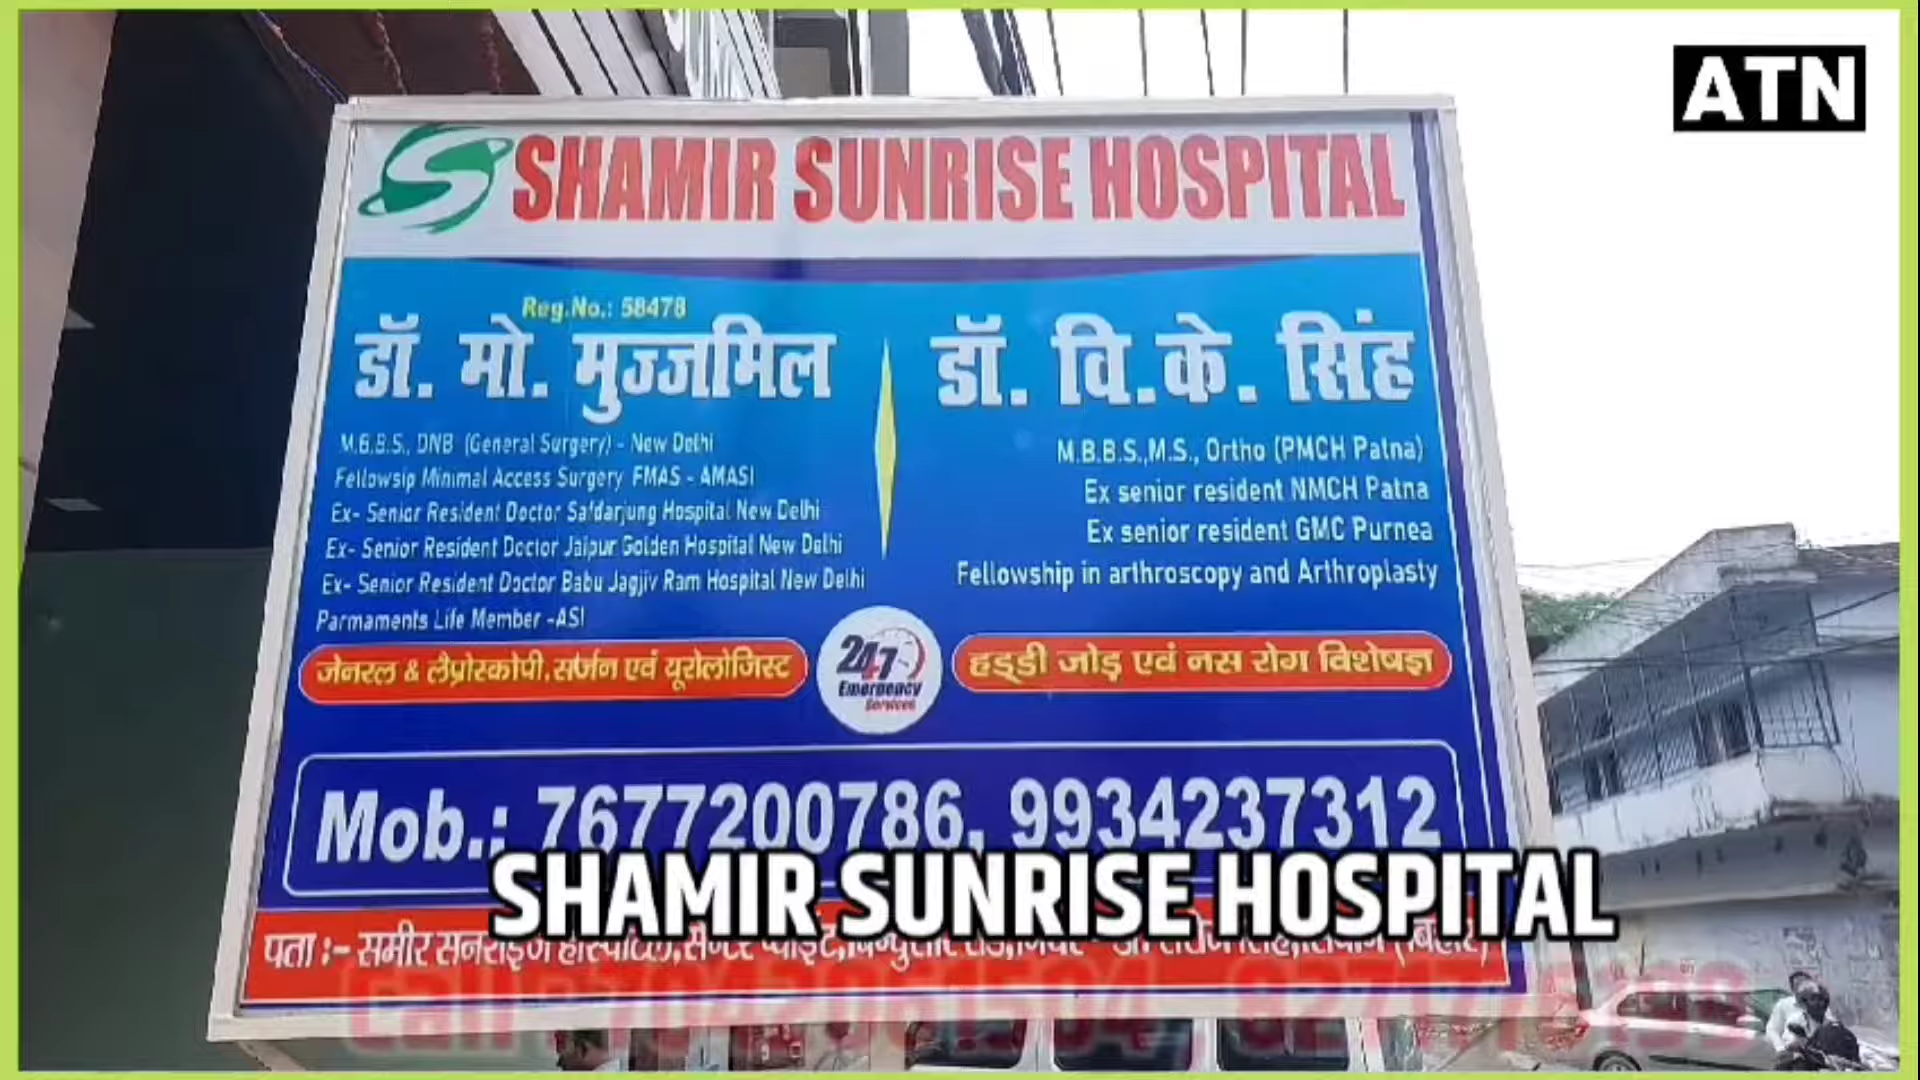 ATN
SHAMIR SUNRISE HOSPITAL
Reg.No.: 58478
डॉ. मो. मुज्जमिल
M.B.B.S., DNB (General Surgery) - New Delhi
Fellowsip Minimal Access Surgery FMAS - AMASI
Ex- Senior Resident Doctor Safdarjung Hospital New Delhi
Ex- Senior Resident Doctor Jaipur Golden Hospital New Delhi
Ex- Senior Resident Doctor Babu Jagjiv Ram Hospital New Delhi
Parmaments Life Member -ASI
जेनरल & लैप्रोस्कोपी.सर्जन एवं यूरोलोजिस्ट
डॉ. वि.के. सिंह
M.B.B.S.,M.S., Ortho (PMCH Patna)
Ex senior resident NMCH Patna
Ex senior resident GMC Purnea
Fellowship in arthroscopy and Arthroplasty
हड्डी जोड़ एवं नस रोग विशेषज्ञ
24x7
Emergency
Services
Mob.: 7677200786, 9934237312
SHAMIR SUNRISE HOSPITAL
पता :- समीर सनराईज हॉस्पिटल,